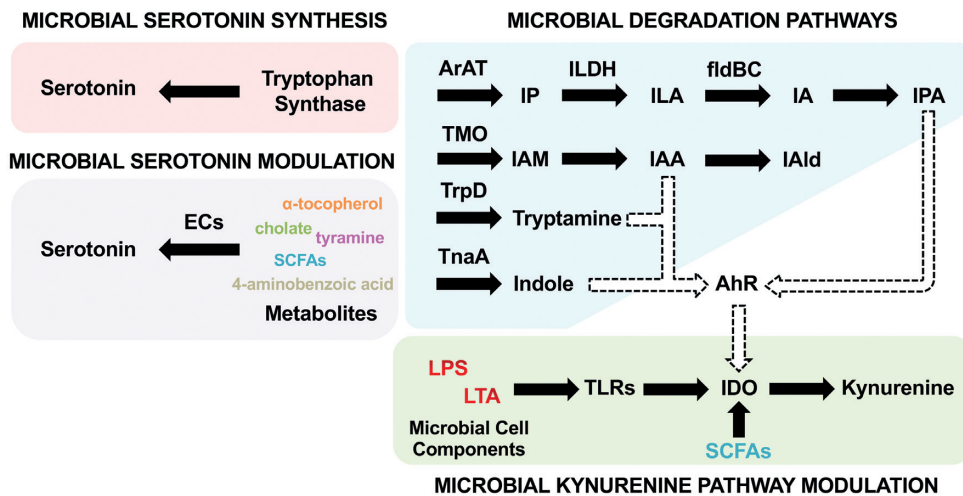 MICROBIAL SEROTONIN SYNTHESIS
Serotonin
Tryptophan
Synthase
MICROBIAL SEROTONIN MODULATION
Serotonin
ECs
α-tocopherol
cholate
tyramine
SCFAs
4-aminobenzoic acid
Metabolites
MICROBIAL DEGRADATION PATHWAYS
ArAT
IP
ILDH
ILA
fldBC
IA
IPA
TMO
IAM
IAA
IAld
TrpD
Tryptamine
TnaA
Indole
AhR
LPS
LTA
Microbial Cell
Components
TLRs
IDO
Kynurenine
SCFAs
MICROBIAL KYNURENINE PATHWAY MODULATION